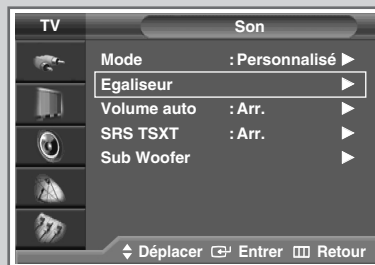 TV Son
Mode : Personnalisé ▶
Egaliseur ▶
Volume auto : Arr. ▶
SRS TSXT : Arr. ▶
Sub Woofer ▶
Déplacer Entrer Retour